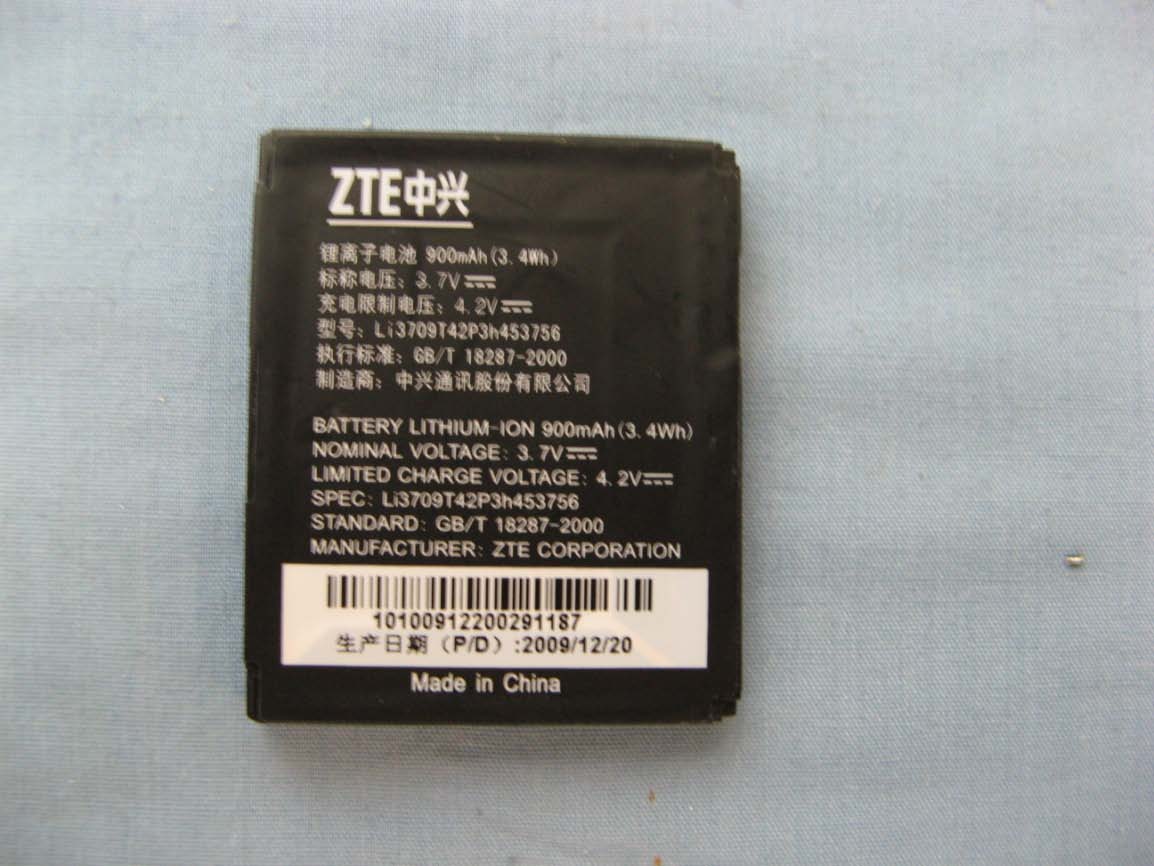 ZTE中兴
锂离子电池 900mAh(3.4Wh)
标称电压: 3.7V
充电限制电压: 4.2V
型号: Li3709T42P3h453756
执行标准: GB/T 18287-2000
制造商: 中兴通讯股份有限公司
BATTERY LITHIUM-ION 900mAh(3.4Wh)
NOMINAL VOLTAGE: 3.7V
LIMITED CHARGE VOLTAGE: 4.2V
SPEC: Li3709T42P3h453756
STANDARD: GB/T 18287-2000
MANUFACTURER: ZTE CORPORATION
10100912200291187
生产日期 (P/D) :2009/12/20
Made in China